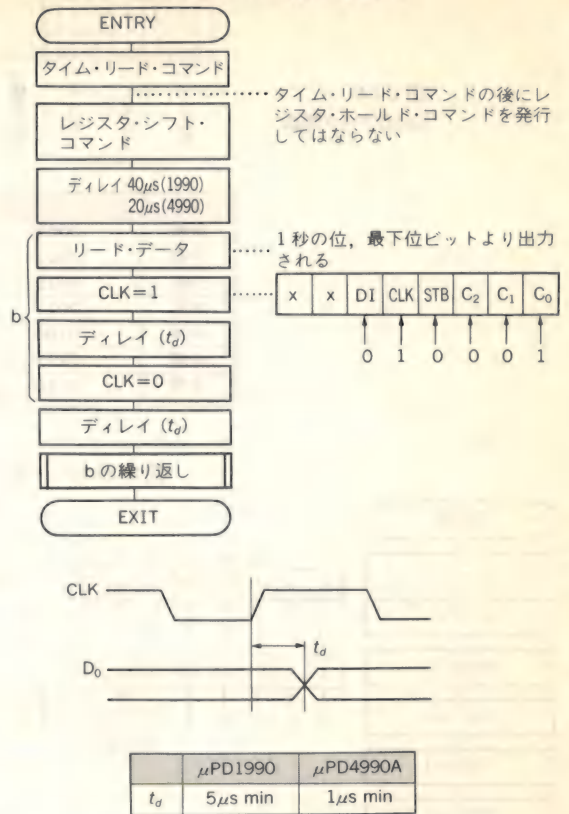 ENTRY
タイム・リード・コマンド
タイム・リード・コマンドの後にレ
ジスタ・ホールド・コマンドを発行
してはならない
レジスタ・シフト・
コマンド
ディレイ 40μs(1990)
20μs(4990)
リード・データ
1秒の位，最下位ビットより出力
される
CLK=1
x x DI CLK STB C₂ C₁ C₀
0 1 0 0 0 1
b
ディレイ (td)
CLK=0
ディレイ (td)
bの繰り返し
EXIT
CLK
td
D₀
μPD1990 μPD4990A
td 5μs min 1μs min